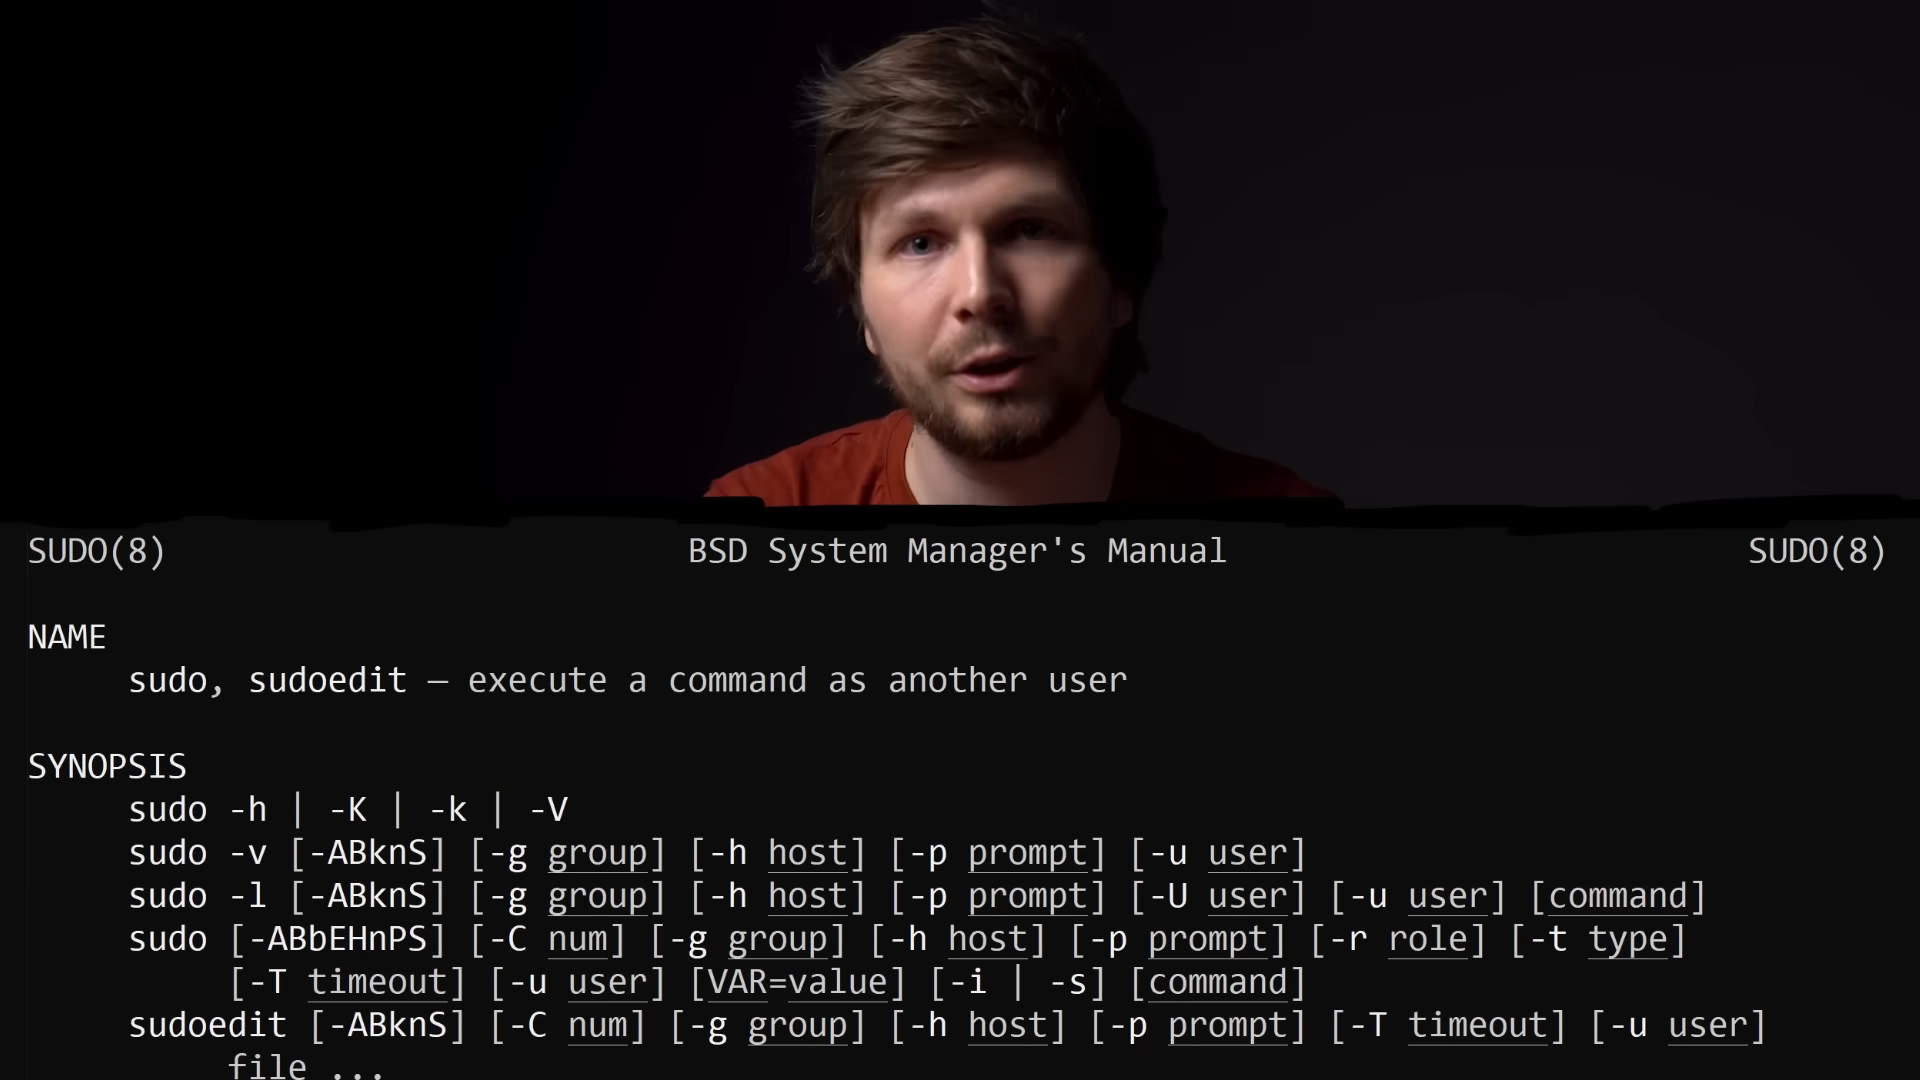 SUDO(8) BSD System Manager's Manual SUDO(8)
NAME
sudo, sudoedit — execute a command as another user
SYNOPSIS
sudo -h | -K | -k | -V
sudo -v [-ABknS] [-g group] [-h host] [-p prompt] [-u user]
sudo -l [-ABknS] [-g group] [-h host] [-p prompt] [-U user] [-u user] [command]
sudo [-ABbEHnPS] [-C num] [-g group] [-h host] [-p prompt] [-r role] [-t type]
[-T timeout] [-u user] [VAR=value] [-i | -s] [command]
sudoedit [-ABknS] [-C num] [-g group] [-h host] [-p prompt] [-T timeout] [-u user]
file ...